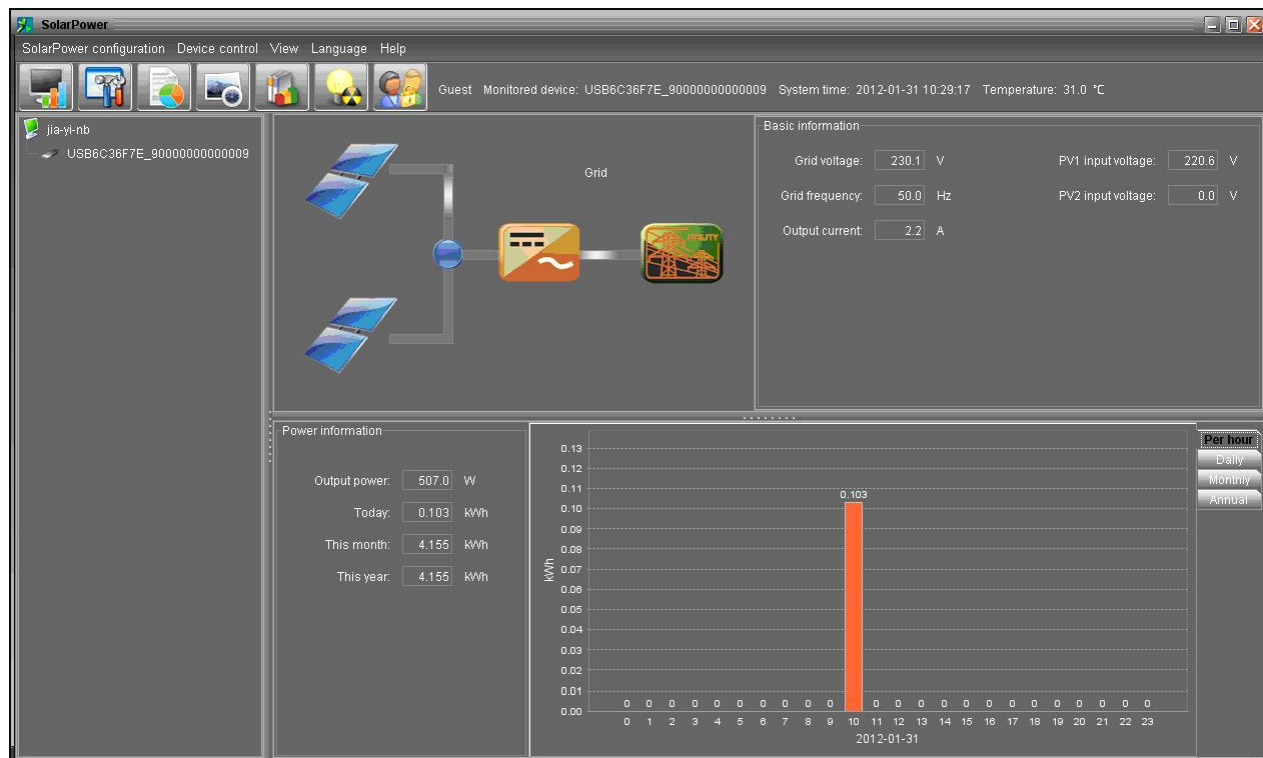 SolarPower
SolarPower configuration Device control View Language Help
Guest Monitored device: USB6C36F7E_90000000000009 System time: 2012-01-31 10:29:17 Temperature: 31.0 °C
jia-yi-nb
USB6C36F7E_90000000000009
Grid
UTILITY
Basic information
Grid voltage: 230.1 V PV1 input voltage: 220.6 V
Grid frequency: 50.0 Hz PV2 input voltage: 0.0 V
Output current: 2.2 A
Power information
Output power: 507.0 W
Today: 0.103 kWh
This month: 4.155 kWh
This year: 4.155 kWh
0.13
0.12
0.11
0.10
0.09
0.08
0.07
0.06
0.05
0.04
0.03
0.02
0.01
0.00
kWh
0.103
0 0 0 0 0 0 0 0 0 0 0 0 0 0 0 0 0 0 0 0 0 0 0
0 1 2 3 4 5 6 7 8 9 10 11 12 13 14 15 16 17 18 19 20 21 22 23
2012-01-31
Per hour
Daily
Monthly
Annual